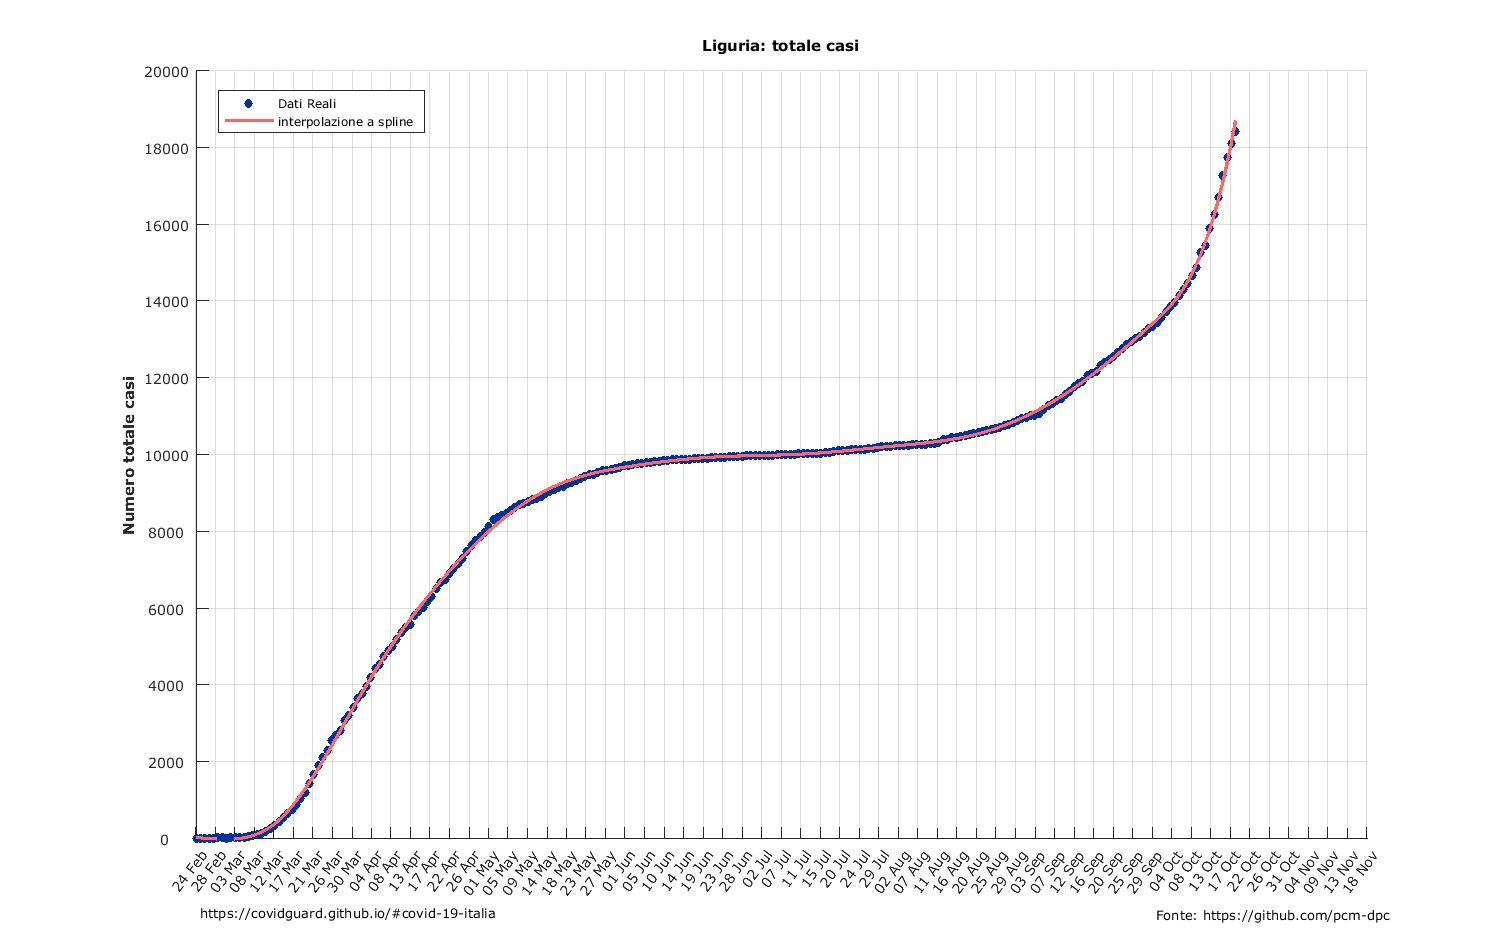 Liguria: totale casi
20000
18000
16000
14000
12000
10000
8000
6000
4000
2000
0
Numero totale casi
Dati Reali
interpolazione a spline
24 Feb
28 Feb
03 Mar
08 Mar
12 Mar
17 Mar
21 Mar
26 Mar
30 Mar
04 Apr
08 Apr
13 Apr
17 Apr
22 Apr
26 Apr
01 May
05 May
09 May
14 May
18 May
23 May
27 May
01 Jun
05 Jun
10 Jun
14 Jun
19 Jun
23 Jun
28 Jun
02 Jul
07 Jul
11 Jul
15 Jul
20 Jul
24 Jul
29 Jul
02 Aug
07 Aug
11 Aug
16 Aug
20 Aug
25 Aug
29 Aug
03 Sep
07 Sep
12 Sep
16 Sep
20 Sep
25 Sep
29 Sep
04 Oct
08 Oct
13 Oct
17 Oct
22 Oct
26 Oct
31 Oct
04 Nov
09 Nov
13 Nov
18 Nov
https://covidguard.github.io/#covid-19-italia
Fonte: https://github.com/pcm-dpc